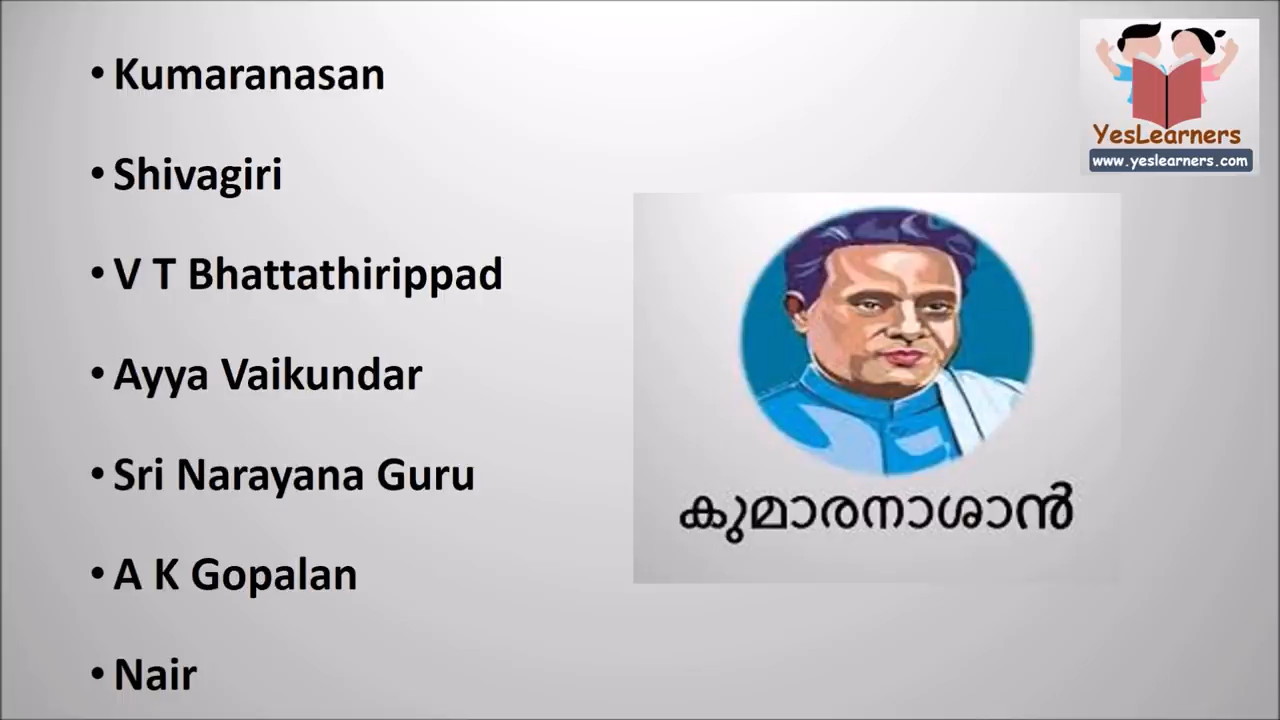 • Kumaranasan
• Shivagiri
• V T Bhattathirippad
• Ayya Vaikundar
• Sri Narayana Guru
• A K Gopalan
• Nair
YesLearners
www.yeslearners.com
കുമാരനാശാൻ